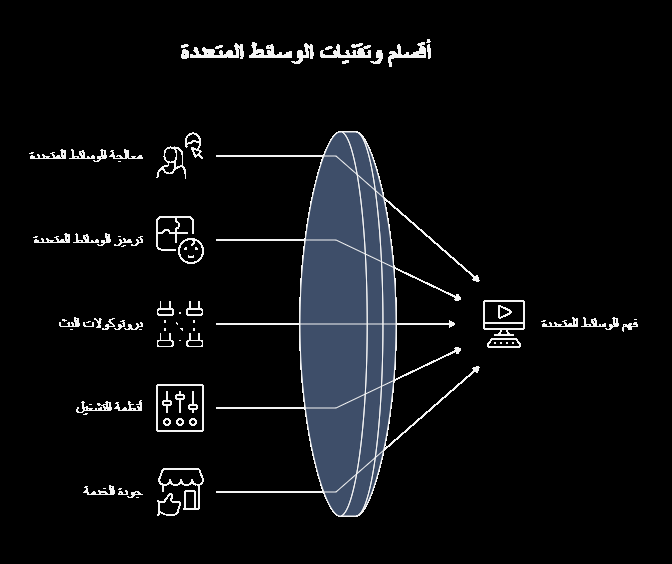 أقسام وتقنيات الوسائط المتعددة
معالجة الوسائط المتعددة
ترميز الوسائط المتعددة
بروتوكولات البث
أنظمة التشغيل
جودة الخدمة
فهم الوسائط المتعددة